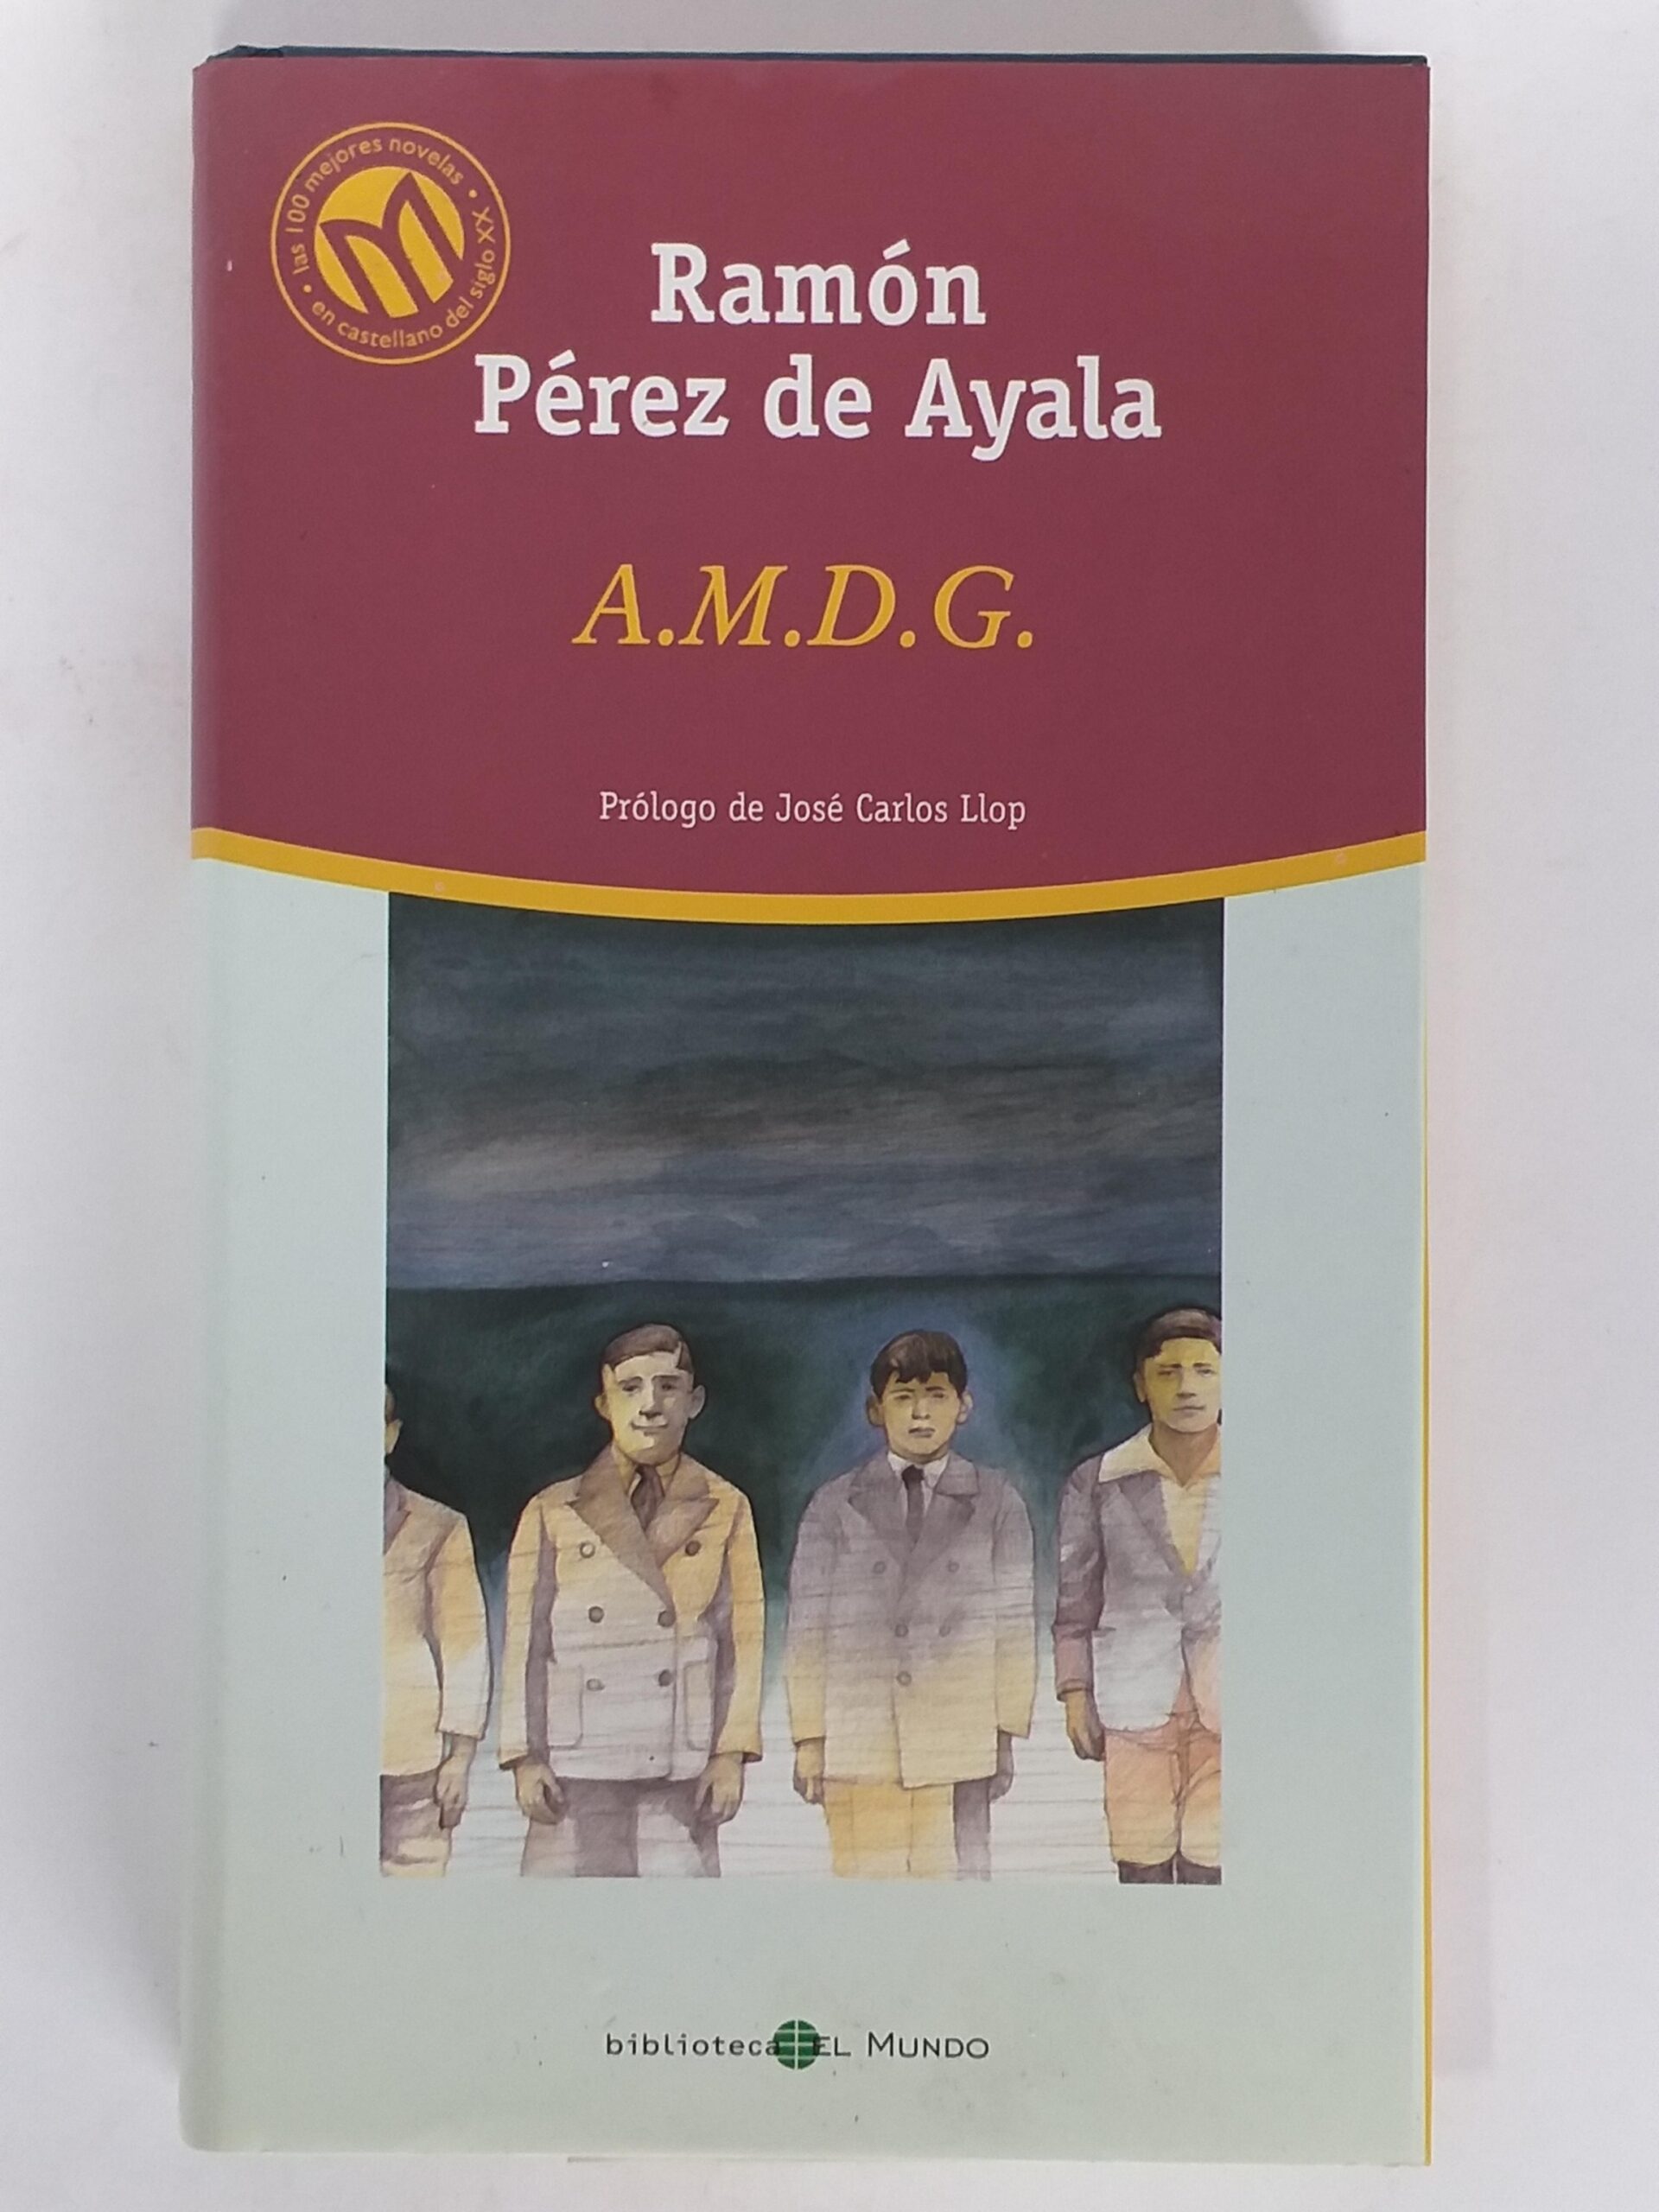 • las 100 mejores novelas •
en castellano del siglo XX
Ramón
Pérez de Ayala
A.M.D.G.
Prólogo de José Carlos Llop
biblioteca EL MUNDO